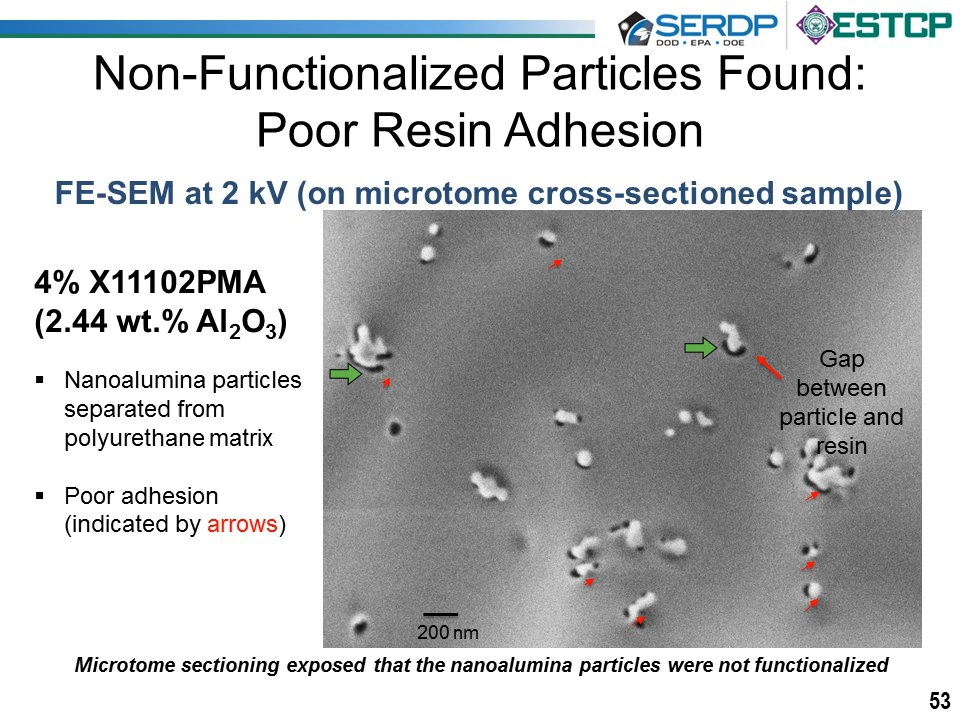 SERDP
DOD • EPA • DOE
ESTCP
Non-Functionalized Particles Found:
Poor Resin Adhesion
FE-SEM at 2 kV (on microtome cross-sectioned sample)
4% X11102PMA
(2.44 wt.% Al₂O₃)
▪ Nanoalumina particles
separated from
polyurethane matrix
▪ Poor adhesion
(indicated by arrows)
Gap
between
particle and
resin
200 nm
Microtome sectioning exposed that the nanoalumina particles were not functionalized
53